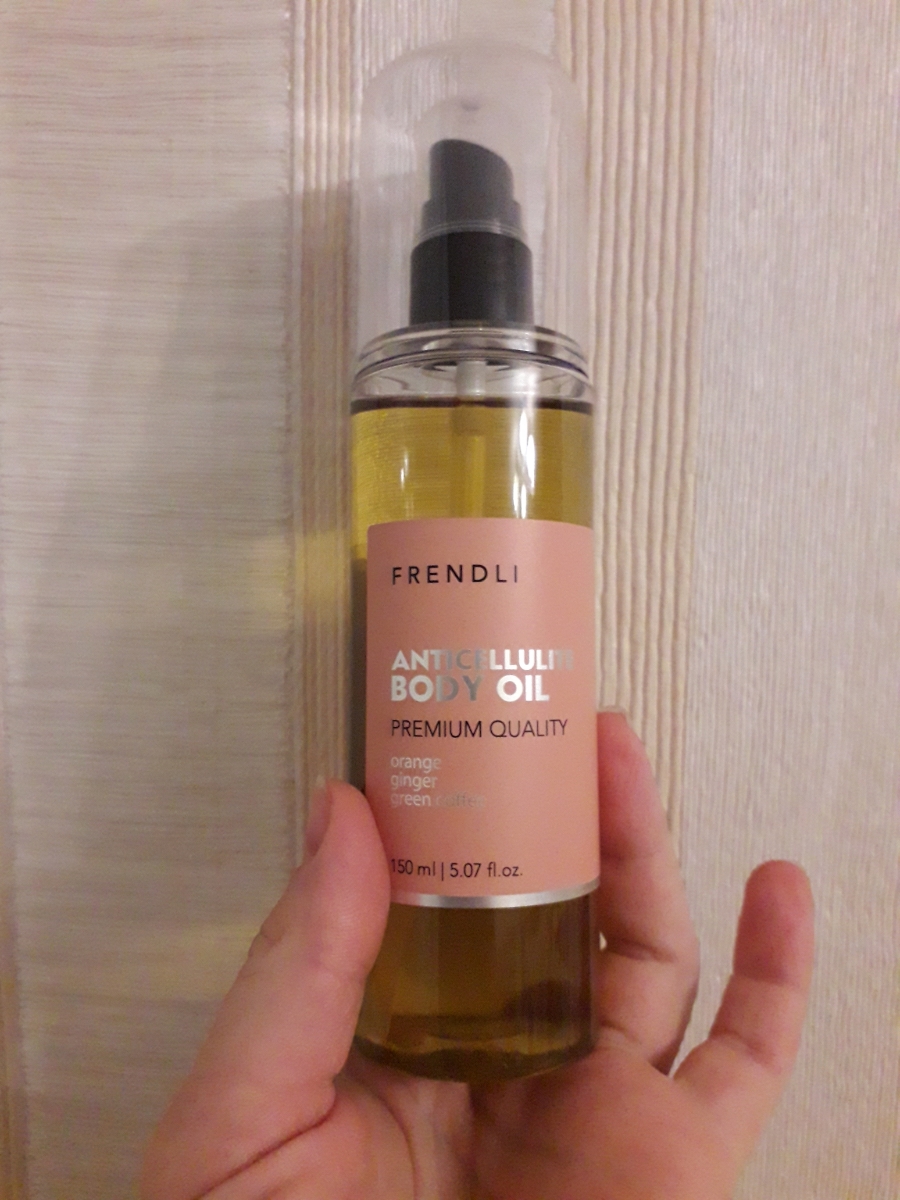 FRENDLI
ANTICELLULITE
BODY OIL
PREMIUM QUALITY
orange
ginger
green coffee
150 ml | 5.07 fl.oz.